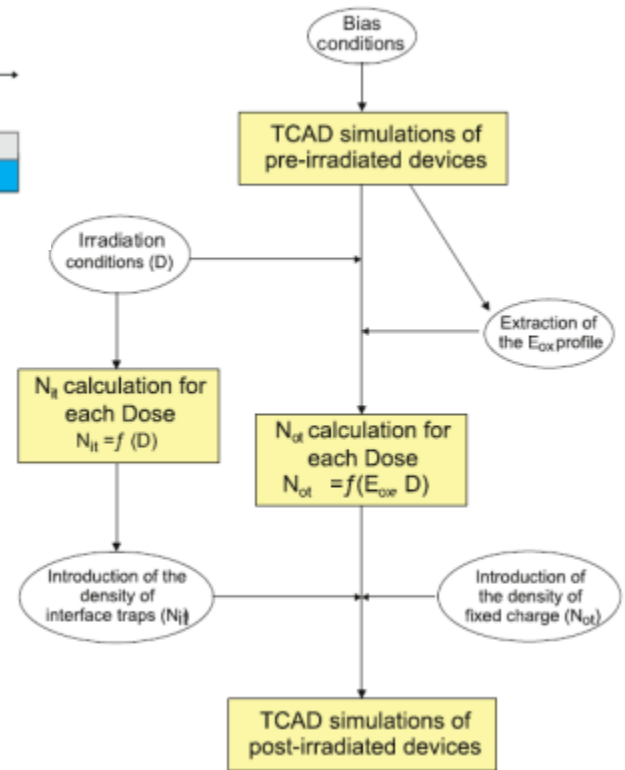 Bias
conditions
TCAD simulations of
pre-irradiated devices
Irradiation
conditions (D)
Extraction of
the Eox profile
Nit calculation for
each Dose
Nit =f (D)
Not calculation for
each Dose
Not =f(Eox, D)
Introduction of the
density of
interface traps (Nit)
Introduction of
the density of
fixed charge (Not)
TCAD simulations of
post-irradiated devices